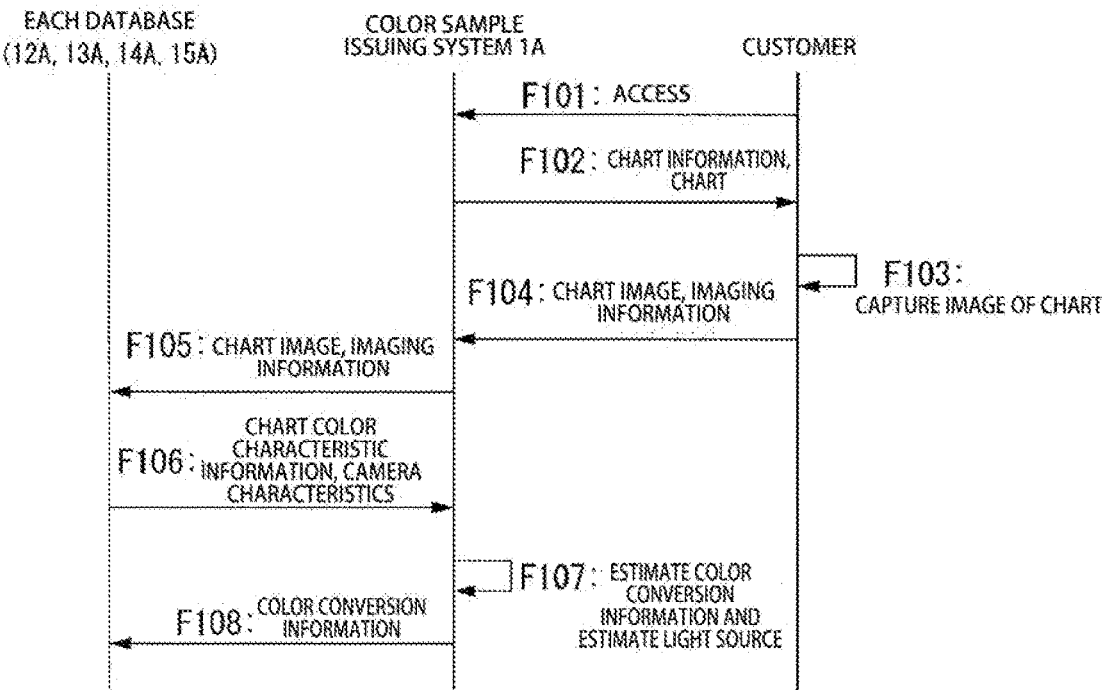 EACH DATABASE
(12A, 13A, 14A, 15A)
COLOR SAMPLE
ISSUING SYSTEM 1A
CUSTOMER
F101: ACCESS
F102: CHART INFORMATION,
CHART
F103:
CAPTURE IMAGE OF CHART
F104: CHART IMAGE, IMAGING
INFORMATION
F105: CHART IMAGE, IMAGING
INFORMATION
CHART COLOR
CHARACTERISTIC
F106: INFORMATION, CAMERA
CHARACTERISTICS
F107: ESTIMATE COLOR
CONVERSION
INFORMATION AND
ESTIMATE LIGHT SOURCE
F108: COLOR CONVERSION
INFORMATION